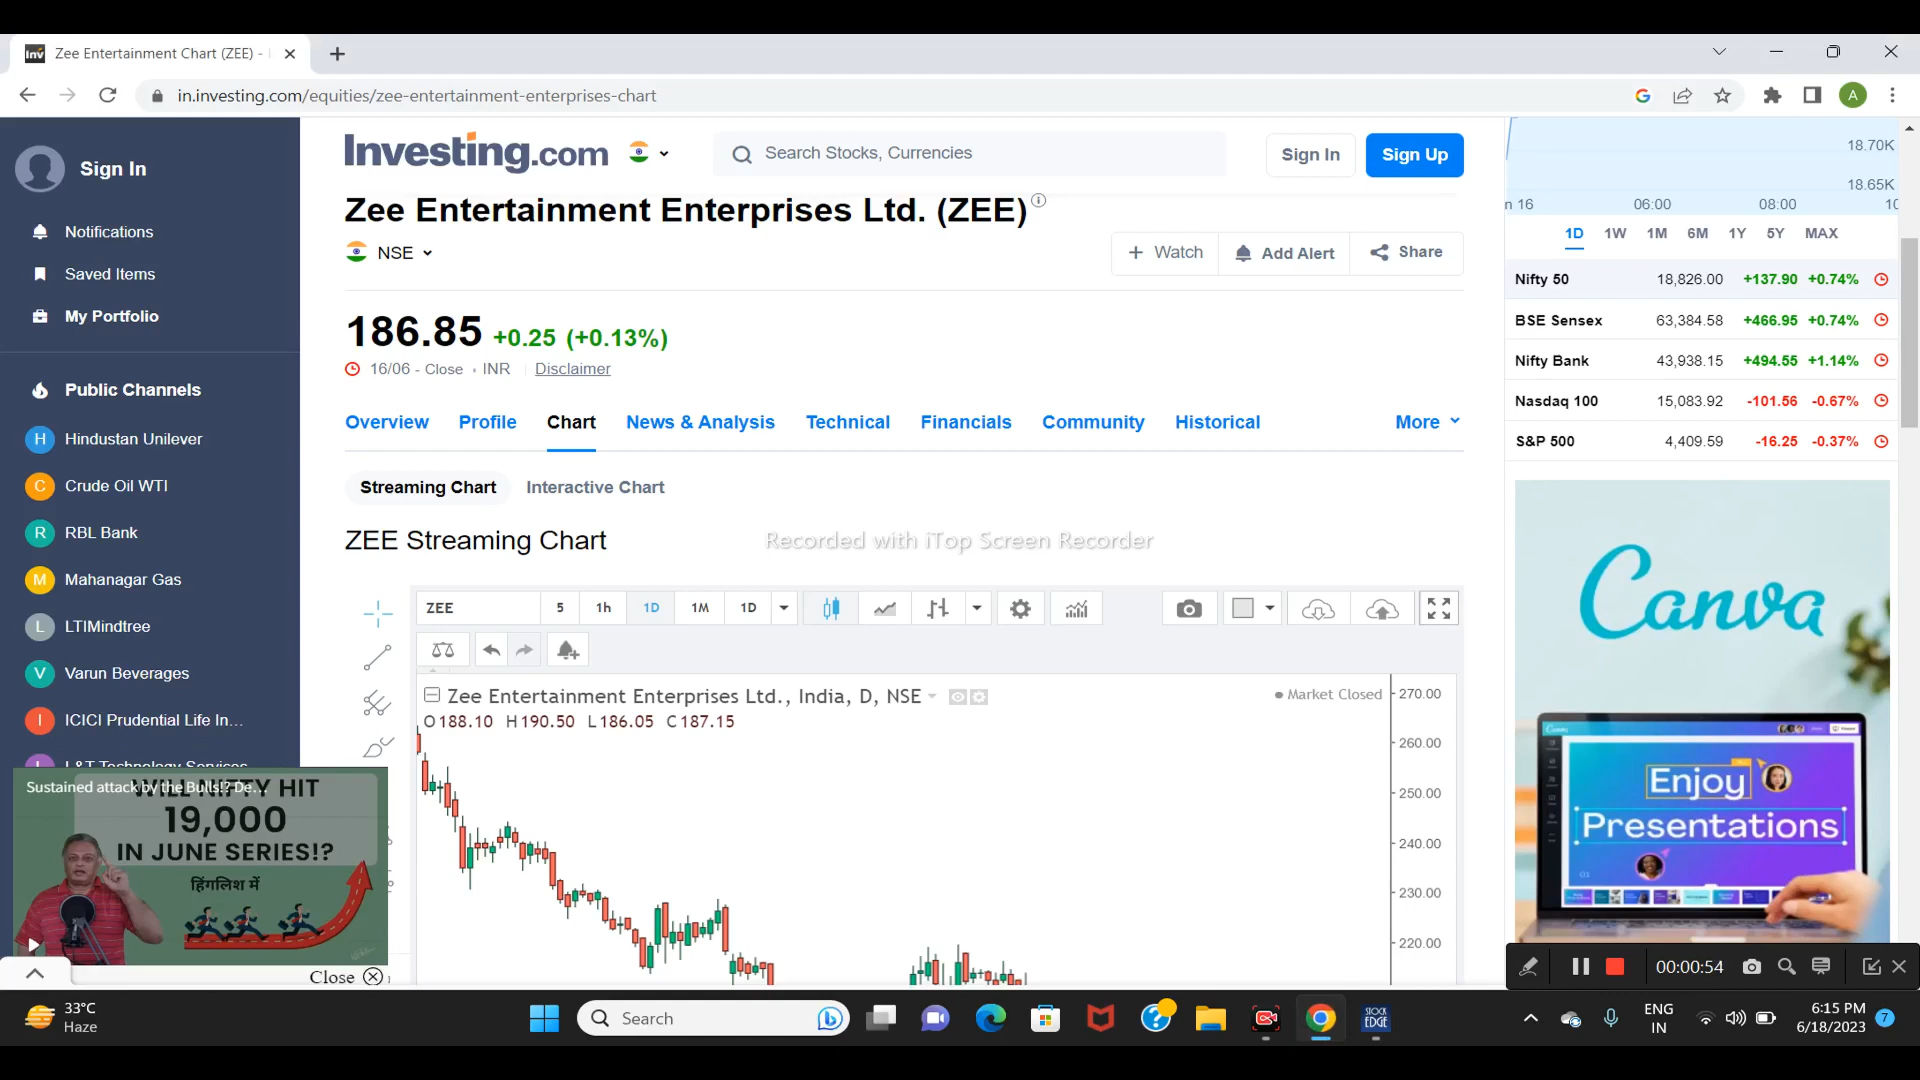 Inv Zee Entertainment Chart (ZEE) -
in.investing.com/equities/zee-entertainment-enterprises-chart
A
Sign In
Notifications
Saved Items
My Portfolio
Public Channels
H Hindustan Unilever
C Crude Oil WTI
R RBL Bank
M Mahanagar Gas
L LTIMindtree
V Varun Beverages
I ICICI Prudential Life In...
L L&T Technology Services
Sustained attack by the Bulls!? De...
WILL NIFTY HIT
19,000
IN JUNE SERIES!?
हिंगलिश में
Close
Investing.com
Search Stocks, Currencies
Sign In
Sign Up
Zee Entertainment Enterprises Ltd. (ZEE)
NSE
+ Watch
Add Alert
Share
186.85 +0.25 (+0.13%)
16/06 - Close · INR
Disclaimer
Overview
Profile
Chart
News & Analysis
Technical
Financials
Community
Historical
More
Streaming Chart
Interactive Chart
ZEE Streaming Chart
Recorded with iTop Screen Recorder
ZEE 5 1h 1D 1M 1D
Zee Entertainment Enterprises Ltd., India, D, NSE
Market Closed
O188.10 H190.50 L186.05 C187.15
270.00
260.00
250.00
240.00
230.00
220.00
18.70K
18.65K
n 16 06:00 08:00 10
1D 1W 1M 6M 1Y 5Y MAX
Nifty 50 18,826.00 +137.90 +0.74%
BSE Sensex 63,384.58 +466.95 +0.74%
Nifty Bank 43,938.15 +494.55 +1.14%
Nasdaq 100 15,083.92 -101.56 -0.67%
S&P 500 4,409.59 -16.25 -0.37%
Canva
Enjoy
Presentations
00:00:54
33°C
Haze
Search
STOCK
EDGE
ENG
IN
6:15 PM
6/18/2023
7